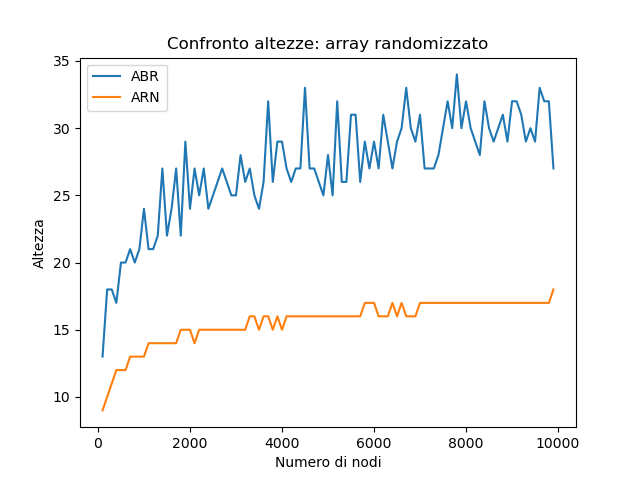 Confronto altezze: array randomizzato
ABR
ARN
35
30
25
20
15
10
Altezza
0 2000 4000 6000 8000 10000
Numero di nodi